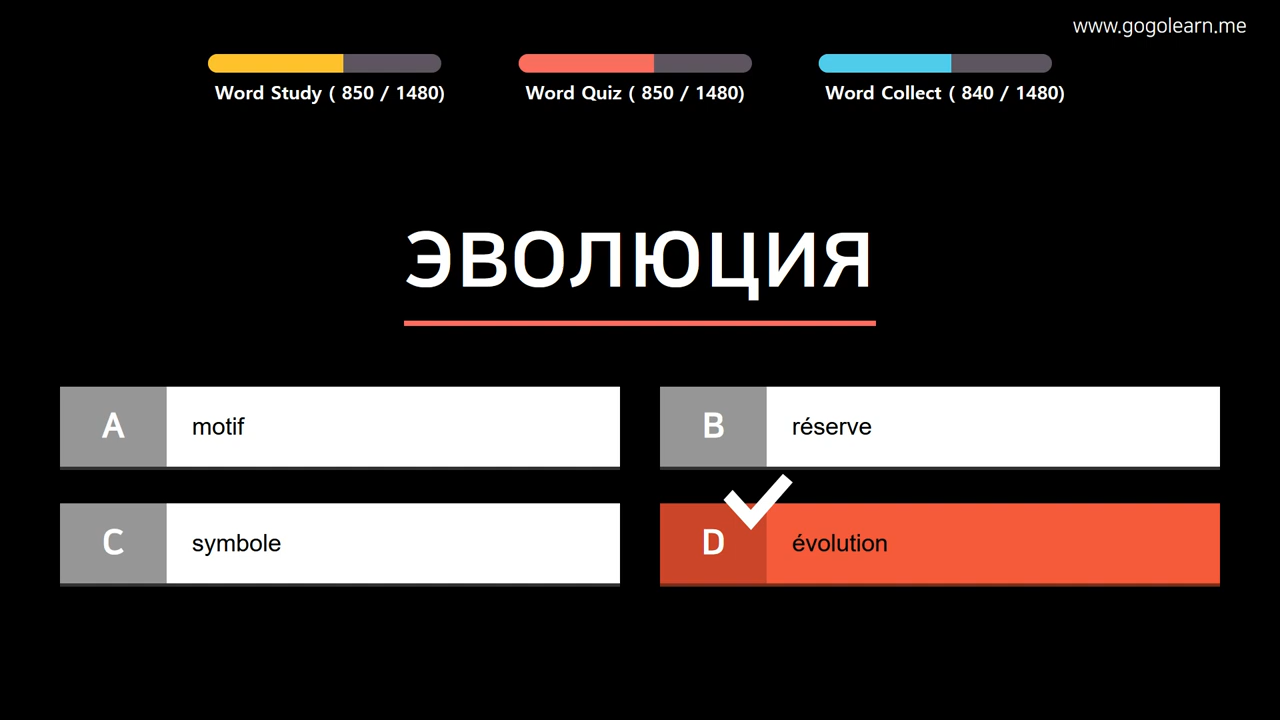 www.gogolearn.me
Word Study ( 850 / 1480)
Word Quiz ( 850 / 1480)
Word Collect ( 840 / 1480)
ЭВОЛЮЦИЯ
A motif
B réserve
C symbole
D évolution